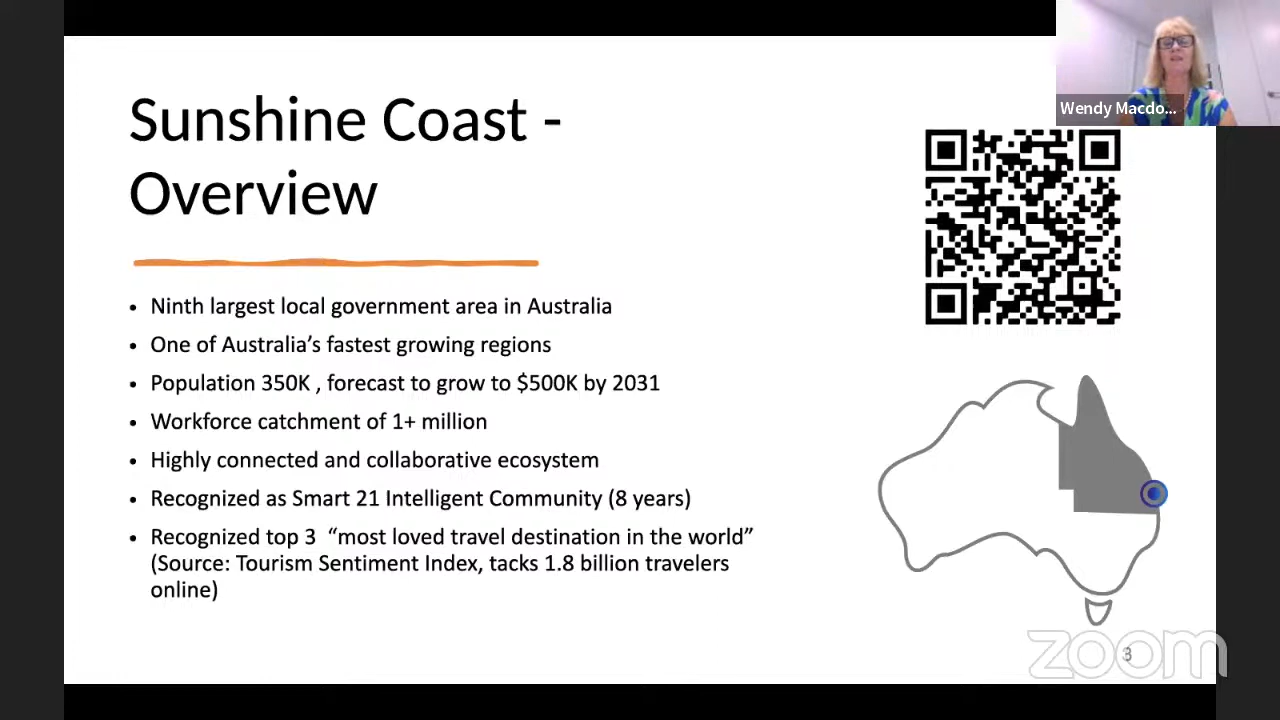 Wendy Macdo...
Sunshine Coast -
Overview
• Ninth largest local government area in Australia
• One of Australia’s fastest growing regions
• Population 350K , forecast to grow to $500K by 2031
• Workforce catchment of 1+ million
• Highly connected and collaborative ecosystem
• Recognized as Smart 21 Intelligent Community (8 years)
• Recognized top 3 “most loved travel destination in the world”
(Source: Tourism Sentiment Index, tacks 1.8 billion travelers
online)
3
zoom